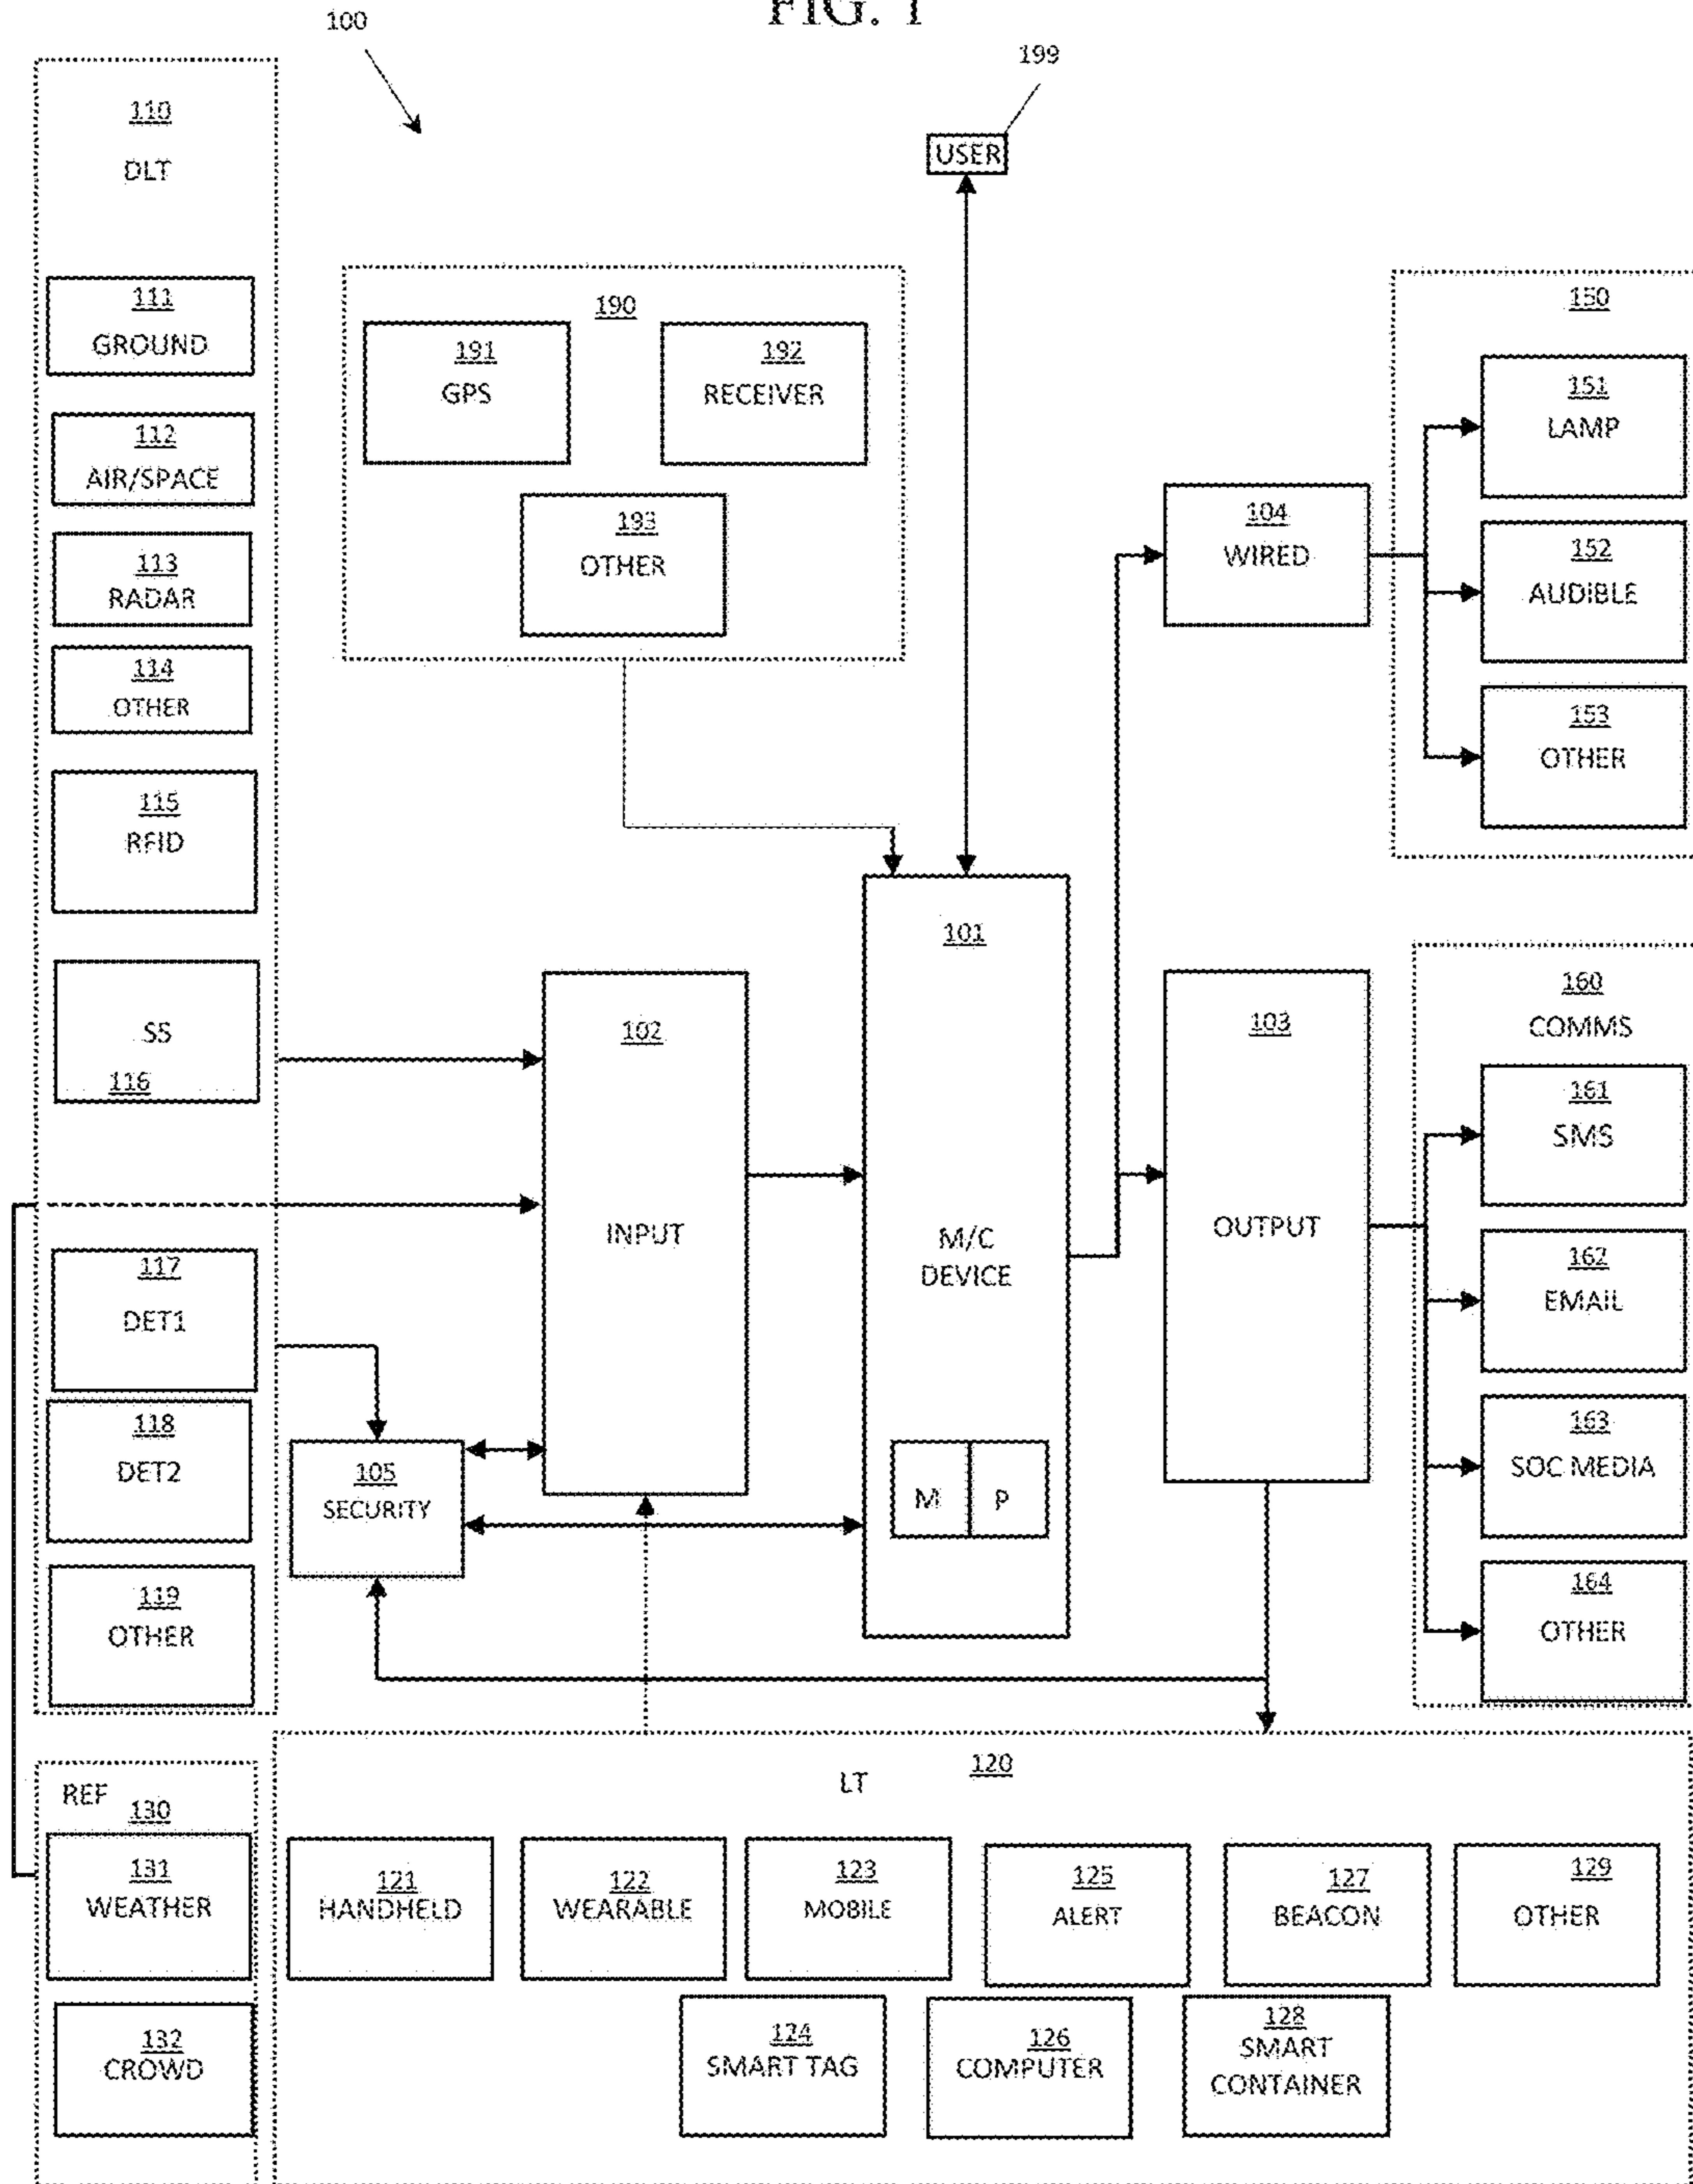 FIG. 1
100
199
USER
110
DLT
111
GROUND
112
AIR/SPACE
113
RADAR
114
OTHER
115
RFID
SS
116
117
DET1
118
DET2
119
OTHER
190
191
GPS
192
RECEIVER
193
OTHER
104
WIRED
150
151
LAMP
152
AUDIBLE
153
OTHER
101
M/C
DEVICE
M P
102
INPUT
103
OUTPUT
105
SECURITY
160
COMMS
161
SMS
162
EMAIL
163
SOC MEDIA
164
OTHER
REF
130
131
WEATHER
132
CROWD
LT
120
121
HANDHELD
122
WEARABLE
123
MOBILE
125
ALERT
127
BEACON
129
OTHER
124
SMART TAG
126
COMPUTER
128
SMART
CONTAINER